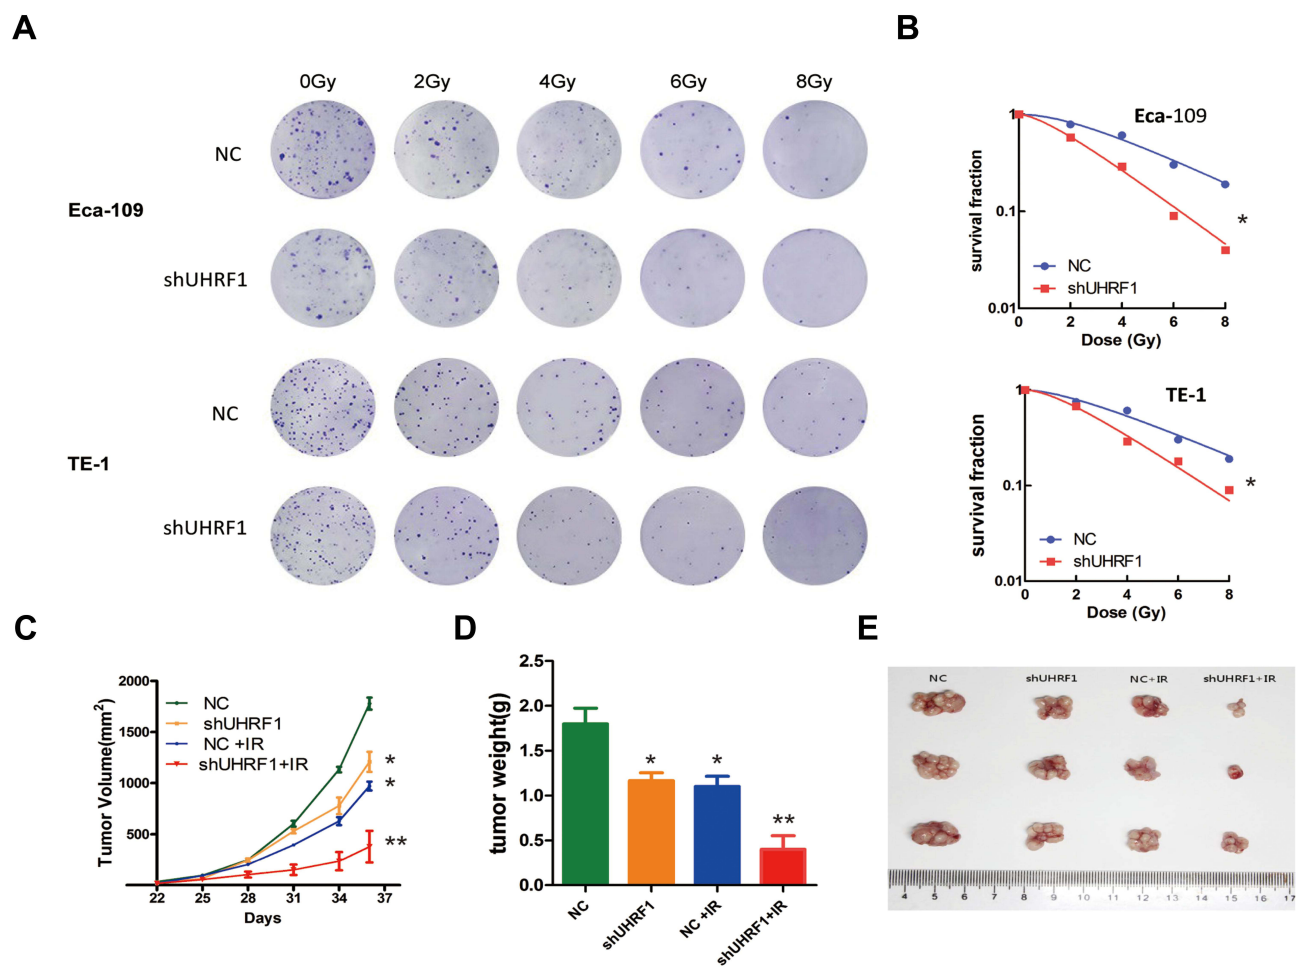 A
0Gy 2Gy 4Gy 6Gy 8Gy
NC
Eca-109
shUHRF1
NC
TE-1
shUHRF1
B
Eca-109
1
0.1
0.01
survival fraction
NC
shUHRF1
*
0 2 4 6 8
Dose (Gy)
TE-1
1
0.1
0.01
survival fraction
NC
shUHRF1
*
0 2 4 6 8
Dose (Gy)
C
2000
1500
1000
500
Tumor Volume(mm²)
NC
shUHRF1
NC +IR
shUHRF1+IR
*
*
**
22 25 28 31 34 37
Days
D
2.5
2.0
1.5
1.0
0.5
0.0
tumor weight(g)
* *
**
NC
shUHRF1
NC +IR
shUHRF1+IR
E
NC shUHRF1 NC+IR shUHRF1+IR
4 5 6 7 8 9 10 11 12 13 14 15 16 17